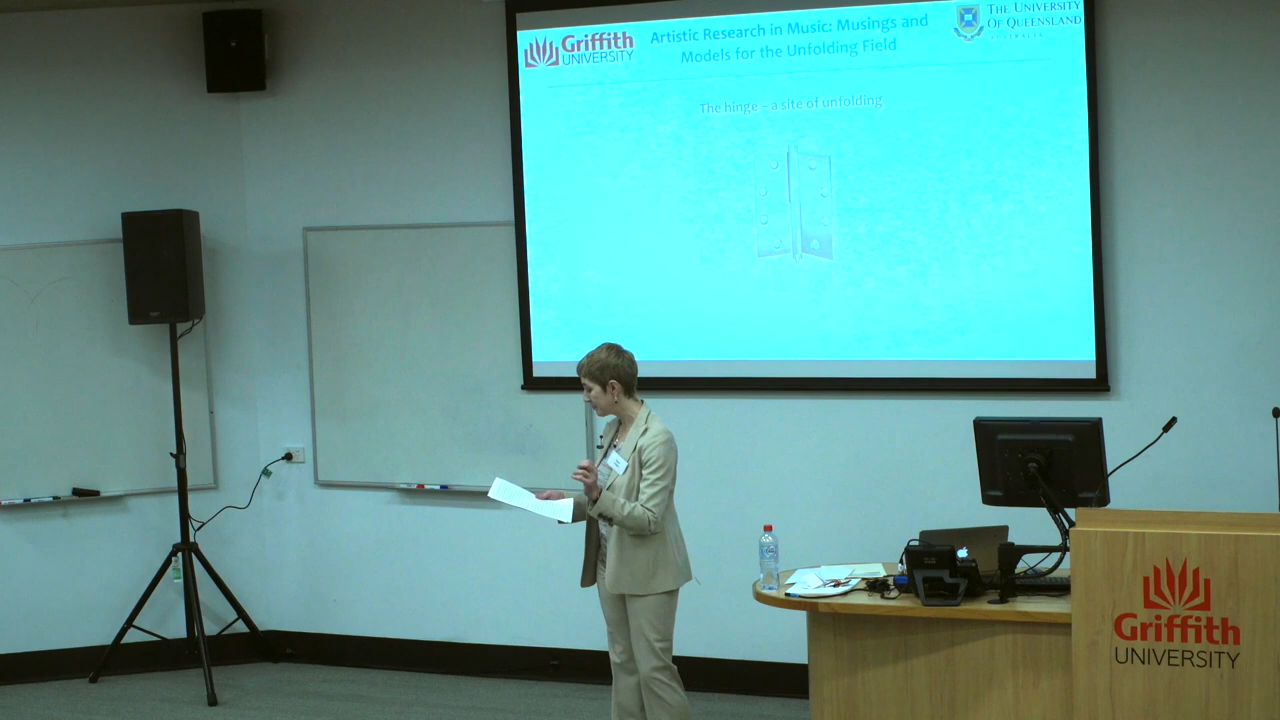 Griffith
UNIVERSITY
Artistic Research in Music: Musings and
Models for the Unfolding Field
THE UNIVERSITY
OF QUEENSLAND
AUSTRALIA
The hinge – a site of unfolding
Griffith
UNIVERSITY